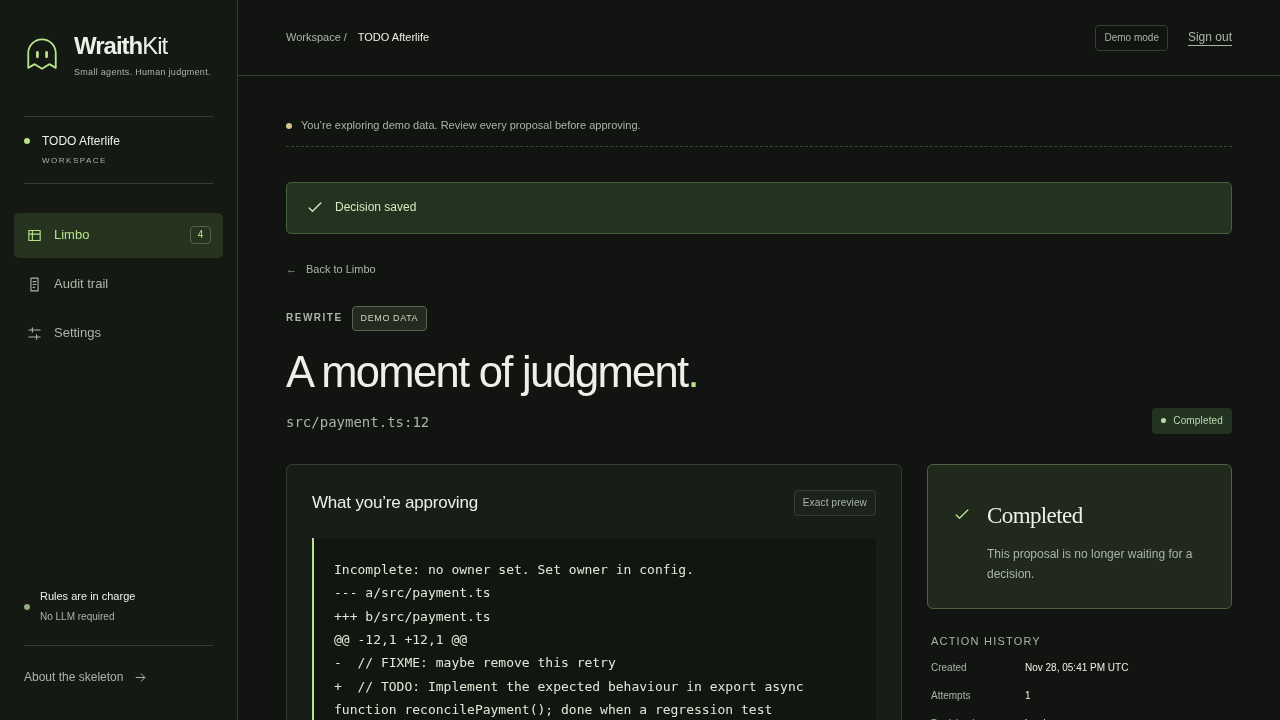 WraithKit
Small agents. Human judgment.
TODO Afterlife
WORKSPACE
Limbo 4
Audit trail
Settings
Rules are in charge
No LLM required
About the skeleton →
Workspace / TODO Afterlife
Demo mode
Sign out
You’re exploring demo data. Review every proposal before approving.
Decision saved
← Back to Limbo
REWRITE DEMO DATA
A moment of judgment.
src/payment.ts:12
Completed
What you’re approving
Exact preview
Incomplete: no owner set. Set owner in config.
--- a/src/payment.ts
+++ b/src/payment.ts
@@ -12,1 +12,1 @@
-  // FIXME: maybe remove this retry
+  // TODO: Implement the expected behaviour in export async
function reconcilePayment(); done when a regression test
Completed
This proposal is no longer waiting for a
decision.
ACTION HISTORY
Created Nov 28, 05:41 PM UTC
Attempts 1